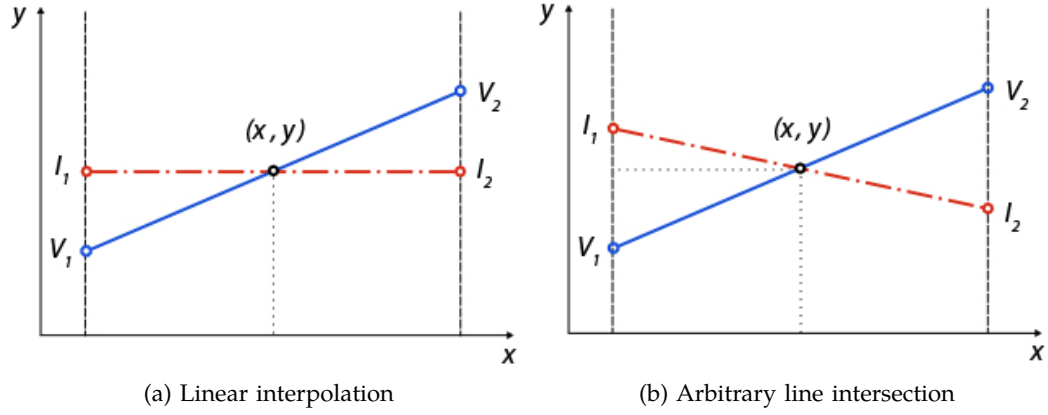 y
V₂
(x, y)
I₁
I₂
V₁
x
(a) Linear interpolation
y
V₂
I₁
(x, y)
I₂
V₁
x
(b) Arbitrary line intersection